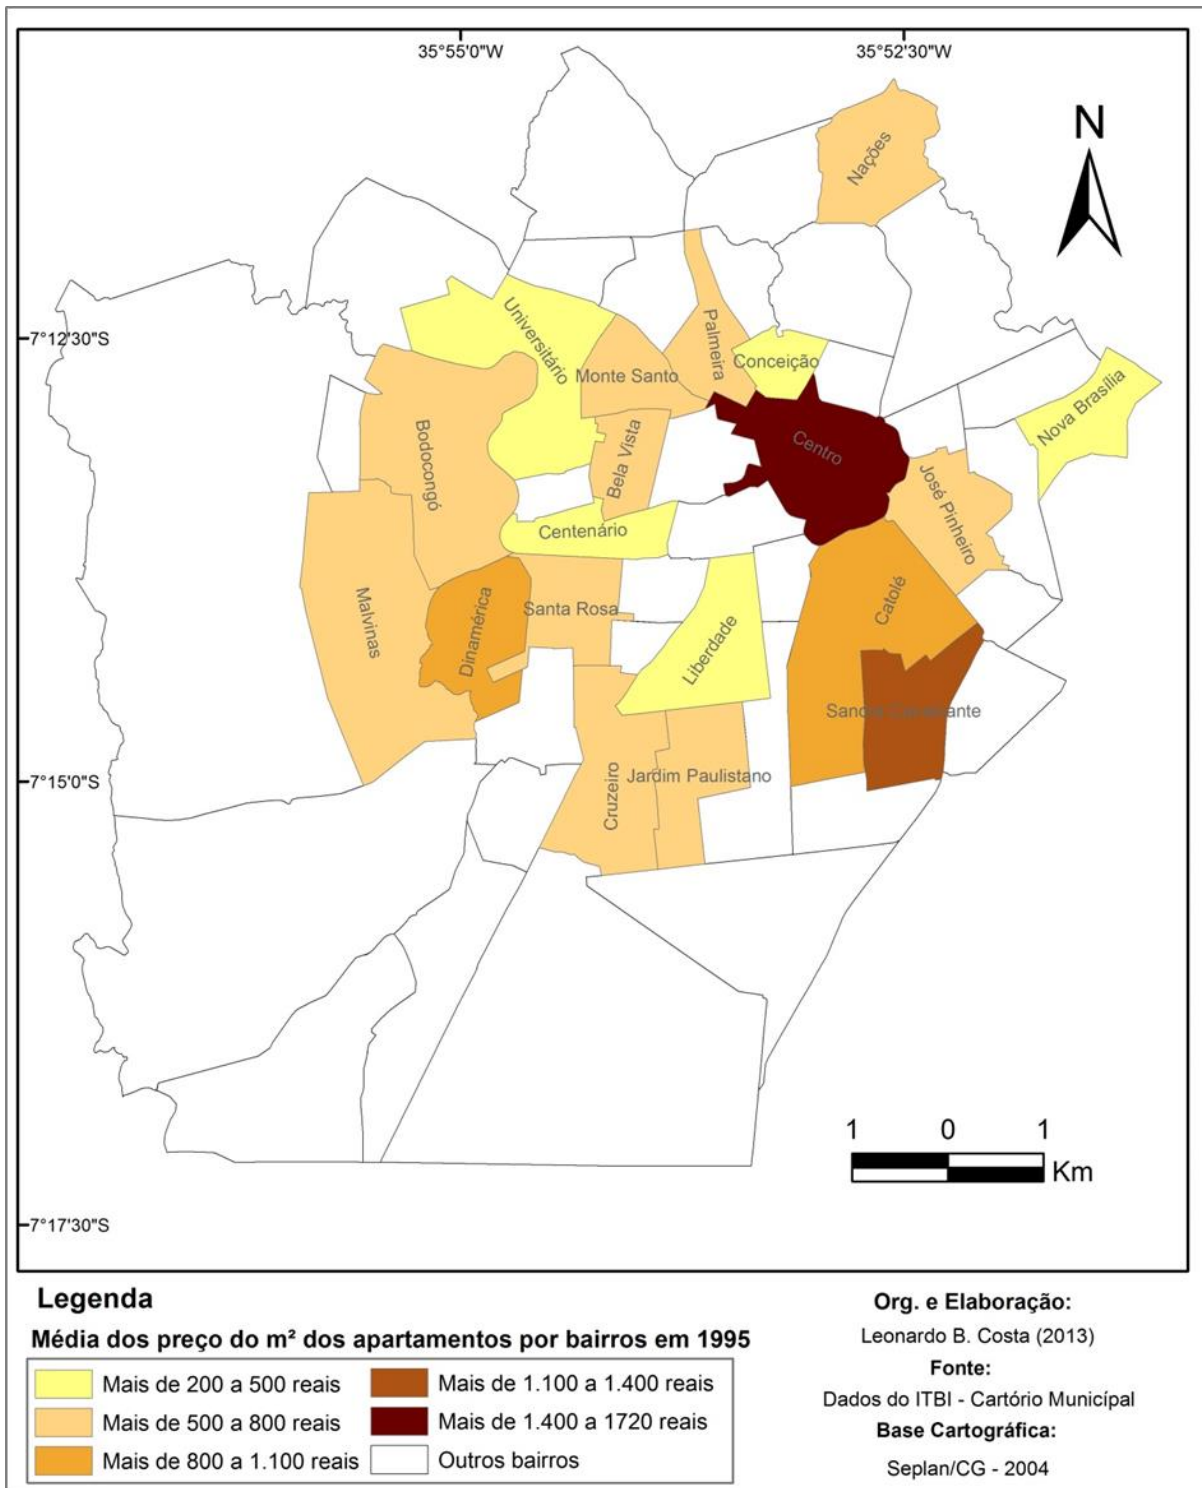 35°55'0"W
35°52'30"W
N
Nações
7°12'30"S
Universitário
Palmeira
Conceição
Monte Santo
Nova Brasília
Bodocongó
Bela Vista
Centro
José Pinheiro
Centenário
Malvinas
Dinamérica
Santa Rosa
Catolé
Liberdade
Sandra Cavalcante
7°15'0"S
Cruzeiro
Jardim Paulistano
1 0 1
Km
7°17'30"S
Legenda
Média dos preço do m² dos apartamentos por bairros em 1995
Mais de 200 a 500 reais
Mais de 500 a 800 reais
Mais de 800 a 1.100 reais
Mais de 1.100 a 1.400 reais
Mais de 1.400 a 1720 reais
Outros bairros
Org. e Elaboração:
Leonardo B. Costa (2013)
Fonte:
Dados do ITBI - Cartório Municípal
Base Cartográfica:
Seplan/CG - 2004